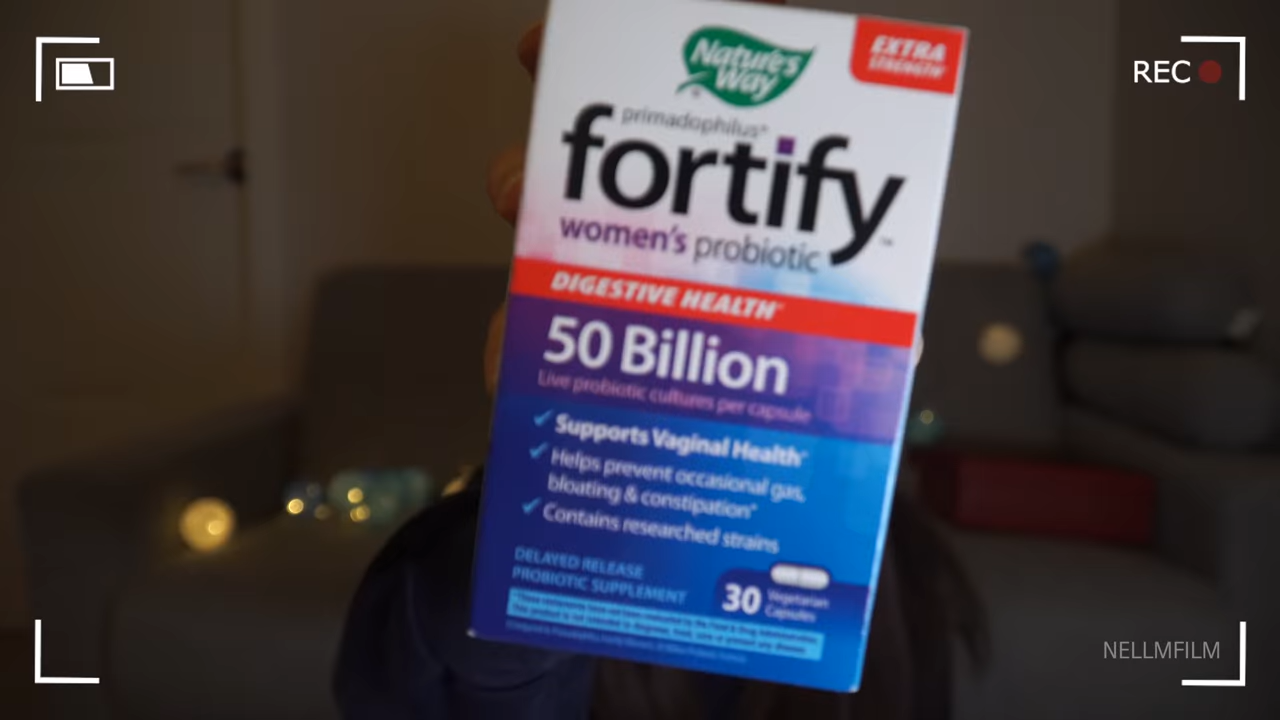 REC
Nature's
Way
EXTRA
STRENGTH
primadophilus
fortify™
women's probiotic
DIGESTIVE HEALTH
50 Billion
Live probiotic cultures per capsule
Supports Vaginal Health*
Helps prevent occasional gas,
bloating & constipation*
Contains researched strains
DELAYED RELEASE
PROBIOTIC SUPPLEMENT
30 Vegetarian
Capsules
NELLMFILM